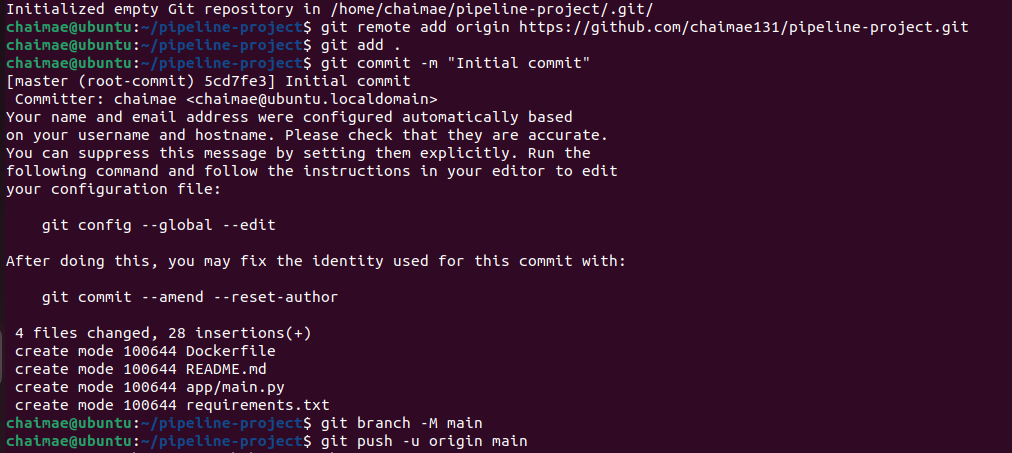 Initialized empty Git repository in /home/chaimae/pipeline-project/.git/
chaimae@ubuntu:~/pipeline-project$ git remote add origin https://github.com/chaimae131/pipeline-project.git
chaimae@ubuntu:~/pipeline-project$ git add .
chaimae@ubuntu:~/pipeline-project$ git commit -m "Initial commit"
[master (root-commit) 5cd7fe3] Initial commit
 Committer: chaimae <chaimae@ubuntu.localdomain>
Your name and email address were configured automatically based
on your username and hostname. Please check that they are accurate.
You can suppress this message by setting them explicitly. Run the
following command and follow the instructions in your editor to edit
your configuration file:

    git config --global --edit

After doing this, you may fix the identity used for this commit with:

    git commit --amend --reset-author

 4 files changed, 28 insertions(+)
 create mode 100644 Dockerfile
 create mode 100644 README.md
 create mode 100644 app/main.py
 create mode 100644 requirements.txt
chaimae@ubuntu:~/pipeline-project$ git branch -M main
chaimae@ubuntu:~/pipeline-project$ git push -u origin main